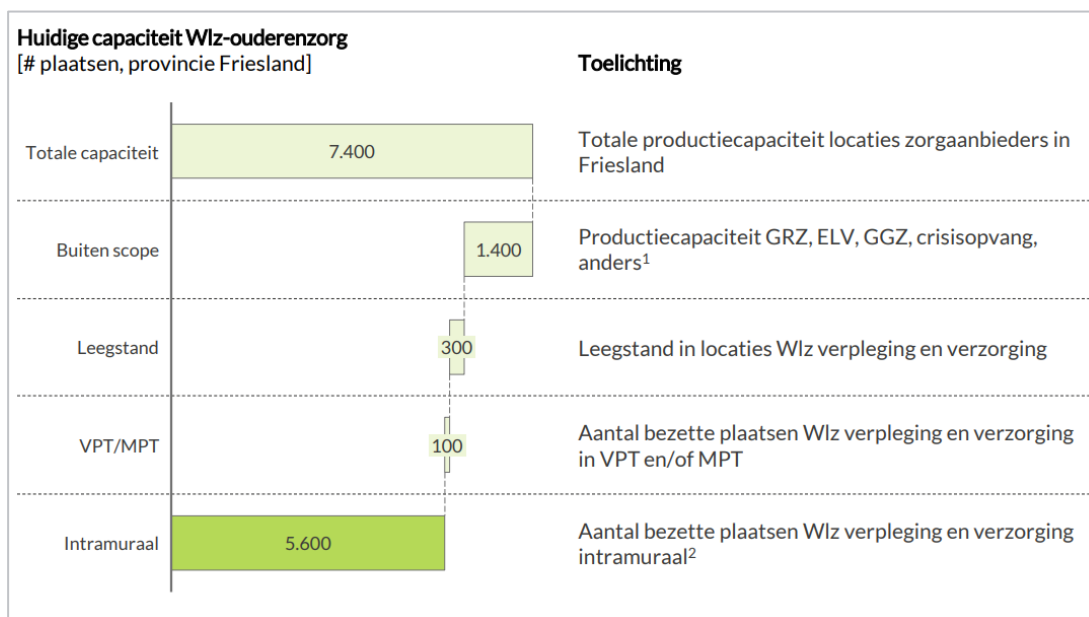 Huidige capaciteit Wlz-ouderenzorg
[# plaatsen, provincie Friesland]
Toelichting
Totale capaciteit
7.400
Totale productiecapaciteit locaties zorgaanbieders in
Friesland
Buiten scope
1.400
Productiecapaciteit GRZ, ELV, GGZ, crisisopvang,
anders¹
Leegstand
300
Leegstand in locaties Wlz verpleging en verzorging
VPT/MPT
100
Aantal bezette plaatsen Wlz verpleging en verzorging
in VPT en/of MPT
Intramuraal
5.600
Aantal bezette plaatsen Wlz verpleging en verzorging
intramuraal²